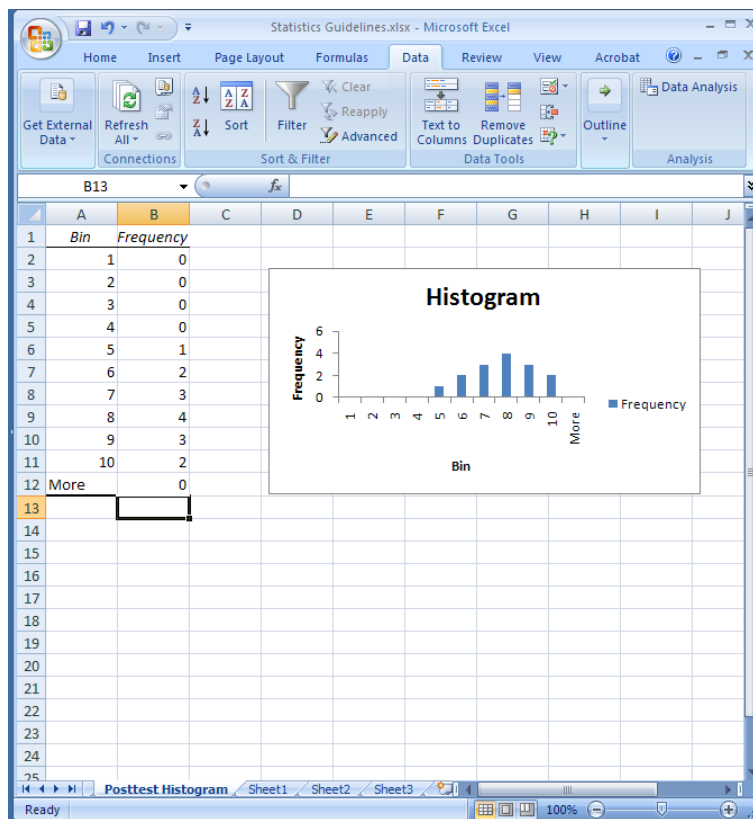 Statistics Guidelines.xlsx - Microsoft Excel
Home Insert Page Layout Formulas Data Review View Acrobat
Get External Data
Refresh All
Connections
Sort
Filter
Clear
Reapply
Advanced
Sort & Filter
Text to Columns
Remove Duplicates
Data Tools
Outline
Data Analysis
Analysis
B13 fx
A B C D E F G H I J
1 Bin Frequency
2 1 0
3 2 0
4 3 0
5 4 0
6 5 1
7 6 2
8 7 3
9 8 4
10 9 3
11 10 2
12 More 0
13
14
15
16
17
18
19
20
21
22
23
24
25
Histogram
Frequency
6
4
2
0
1 2 3 4 5 6 7 8 9 10 More
Bin
Frequency
Posttest Histogram Sheet1 Sheet2 Sheet3
Ready 100%